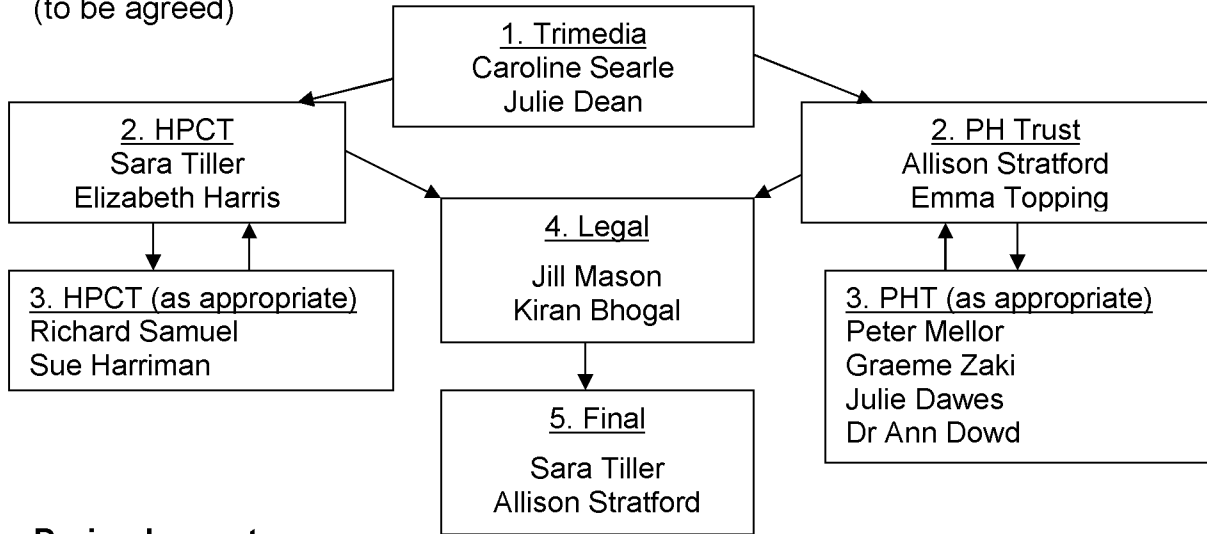 (to be agreed)
1. Trimedia
Caroline Searle
Julie Dean
2. HPCT
Sara Tiller
Elizabeth Harris
2. PH Trust
Allison Stratford
Emma Topping
4. Legal
Jill Mason
Kiran Bhogal
3. HPCT (as appropriate)
Richard Samuel
Sue Harriman
3. PHT (as appropriate)
Peter Mellor
Graeme Zaki
Julie Dawes
Dr Ann Dowd
5. Final
Sara Tiller
Allison Stratford